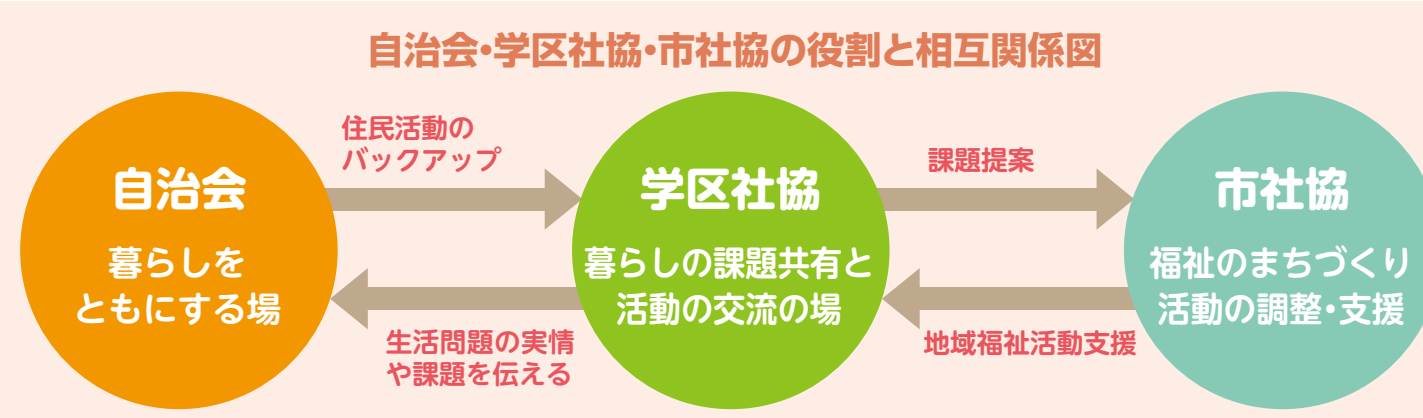 自治会・学区社協・市社協の役割と相互関係図
住民活動の
バックアップ
自治会
暮らしを
ともにする場
生活問題の実情
や課題を伝える
学区社協
暮らしの課題共有と
活動の交流の場
課題提案
地域福祉活動支援
市社協
福祉のまちづくり
活動の調整・支援